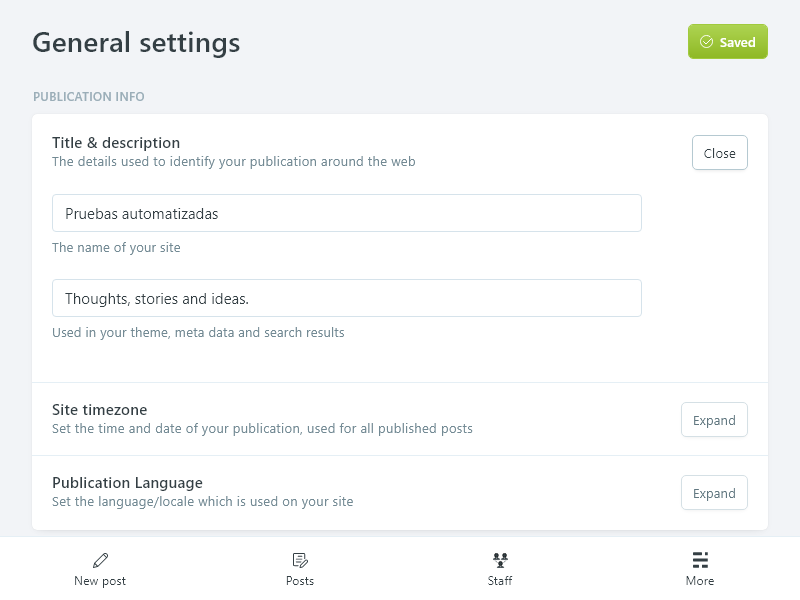 General settings
Saved
PUBLICATION INFO
Title & description
The details used to identify your publication around the web
Close
Pruebas automatizadas
The name of your site
Thoughts, stories and ideas.
Used in your theme, meta data and search results
Site timezone
Set the time and date of your publication, used for all published posts
Expand
Publication Language
Set the language/locale which is used on your site
Expand
New post
Posts
Staff
More